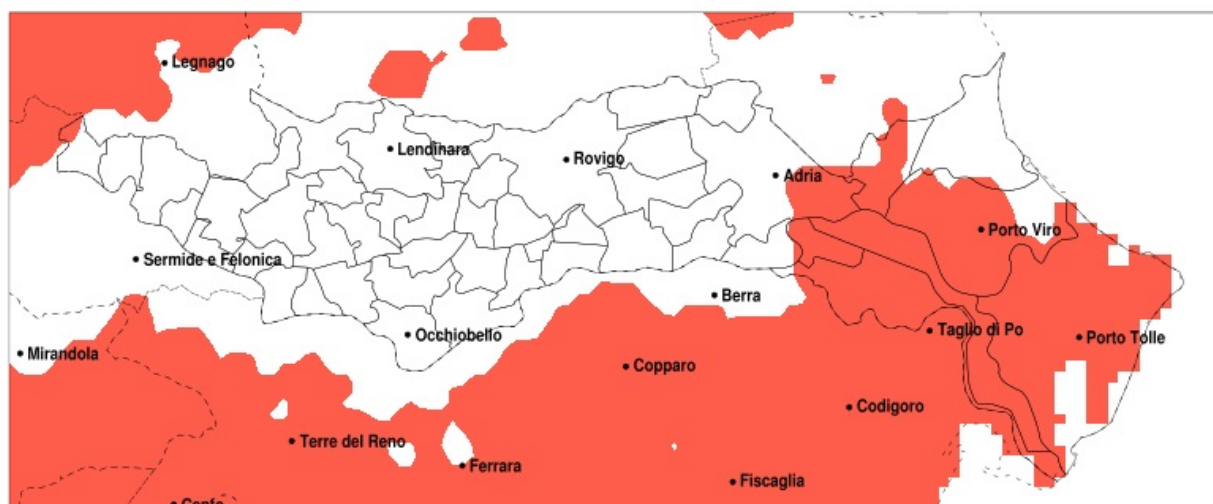 Legnago
Lendinara
Rovigo
Adria
Porto Viro
Sermide e Felonica
Berra
Occhiobello
Taglio di Po
Porto Tolle
Mirandola
Copparo
Codigoro
Terre del Reno
Ferrara
Fiscaglia